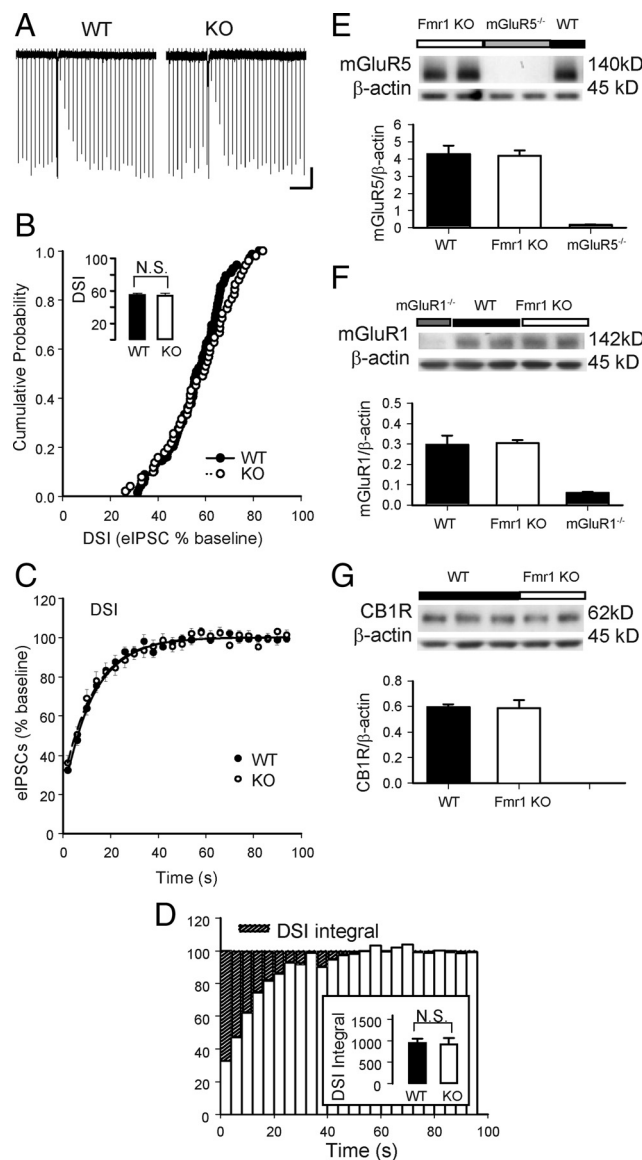 A
WT
KO
B
Cumulative Probability
1.0
0.8
0.6
0.4
0.2
0.0
DSI
100
60
20
N.S.
WT
KO
WT
KO
0 20 40 60 80 100
DSI (eIPSC % baseline)
C
DSI
eIPSCs (% baseline)
120
100
80
60
40
20
0
WT
KO
0 20 40 60 80 100
Time (s)
D
DSI integral
120
100
80
60
40
20
0
DSI Integral
1500
1000
500
0
N.S.
WT
KO
0 20 40 60 80 100
Time (s)
E
Fmr1 KO mGluR5-/- WT
mGluR5 140kD
β-actin 45 kD
mGluR5/β-actin
5
4
3
2
1
0
WT Fmr1 KO mGluR5-/-
F
mGluR1-/- WT Fmr1 KO
mGluR1 142kD
β-actin 45 kD
mGluR1/β-actin
0.5
0.4
0.3
0.2
0.1
0.0
WT Fmr1 KO mGluR1-/-
G
WT Fmr1 KO
CB1R 62kD
β-actin 45 kD
CB1R/β-actin
0.8
0.6
0.4
0.2
0.0
WT Fmr1 KO